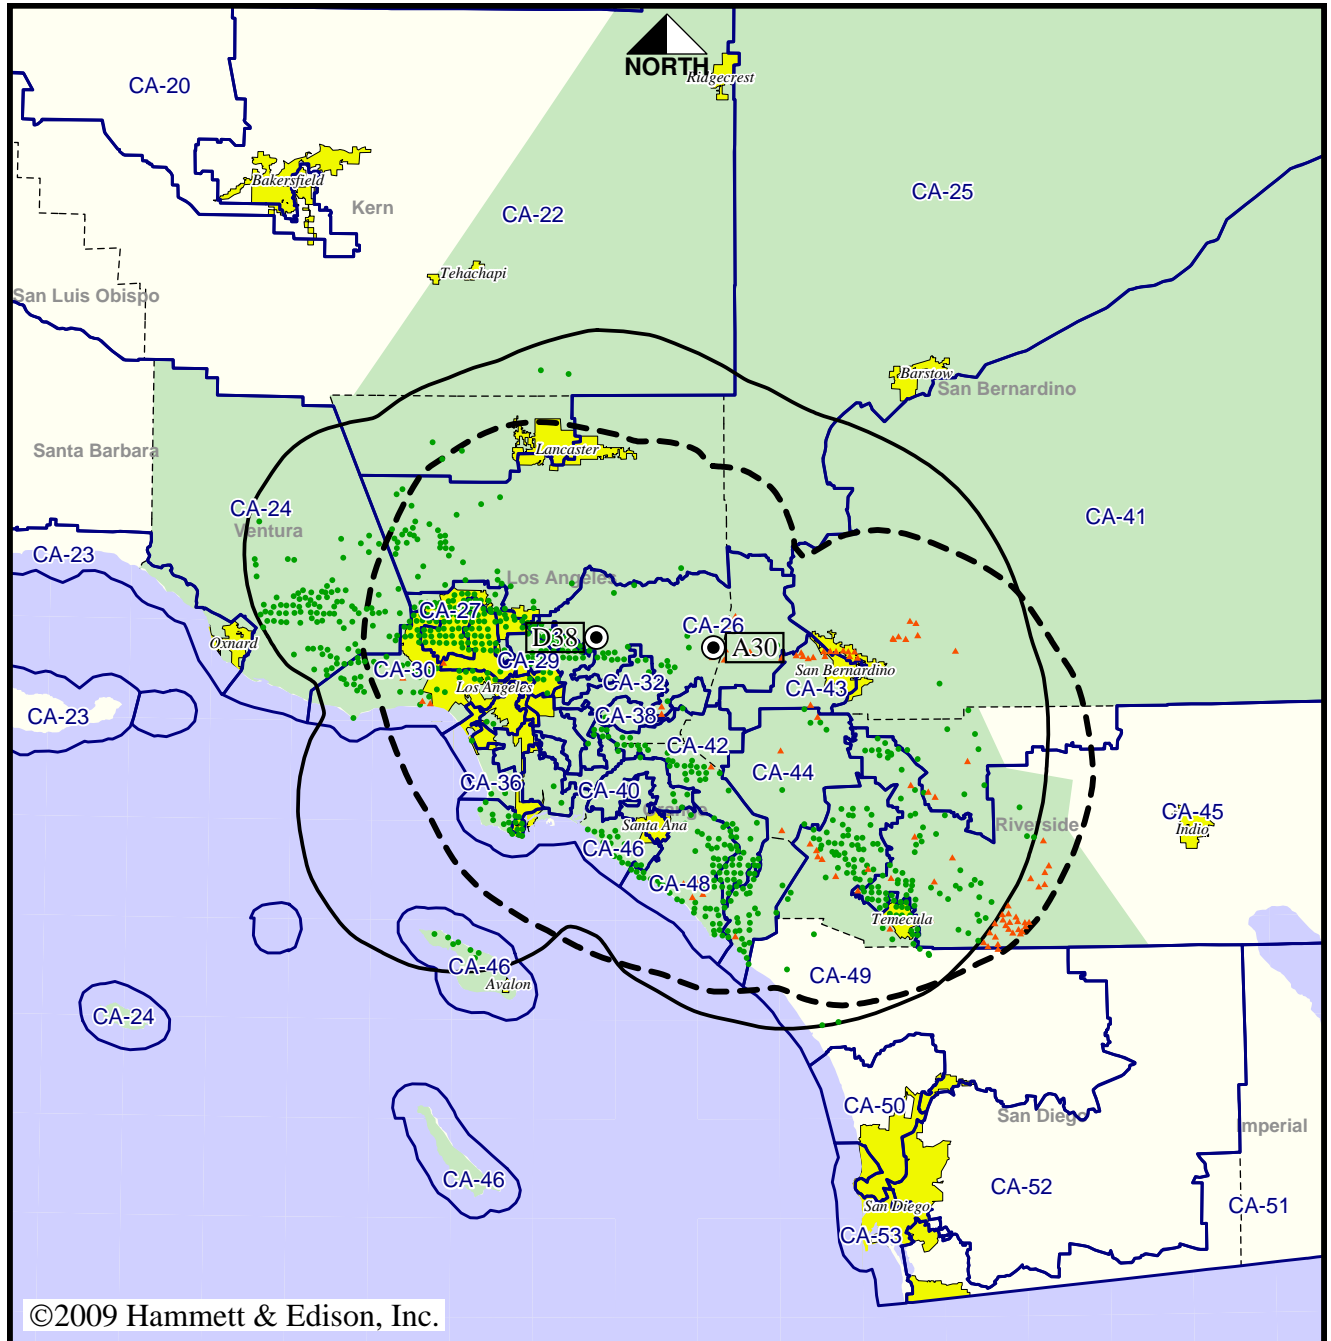 NORTH
Ridgecrest
CA-20
Bakersfield
Kern
CA-22
CA-25
Tehachapi
San Luis Obispo
Barstow
San Bernardino
Santa Barbara
Lancaster
CA-24
Ventura
CA-41
CA-23
Los Angeles
CA-27
CA-26
D38
A30
Oxnard
CA-30
CA-29
San Bernardino
Los Angeles
CA-32
CA-43
CA-23
CA-38
CA-42
CA-44
CA-36
CA-40
Orange
Santa Ana
Riverside
CA-45
Indio
CA-46
CA-48
Temecula
CA-46
Avalon
CA-49
CA-24
CA-50
San Diego
Imperial
CA-46
CA-52
San Diego
CA-51
CA-53
©2009 Hammett & Edison, Inc.